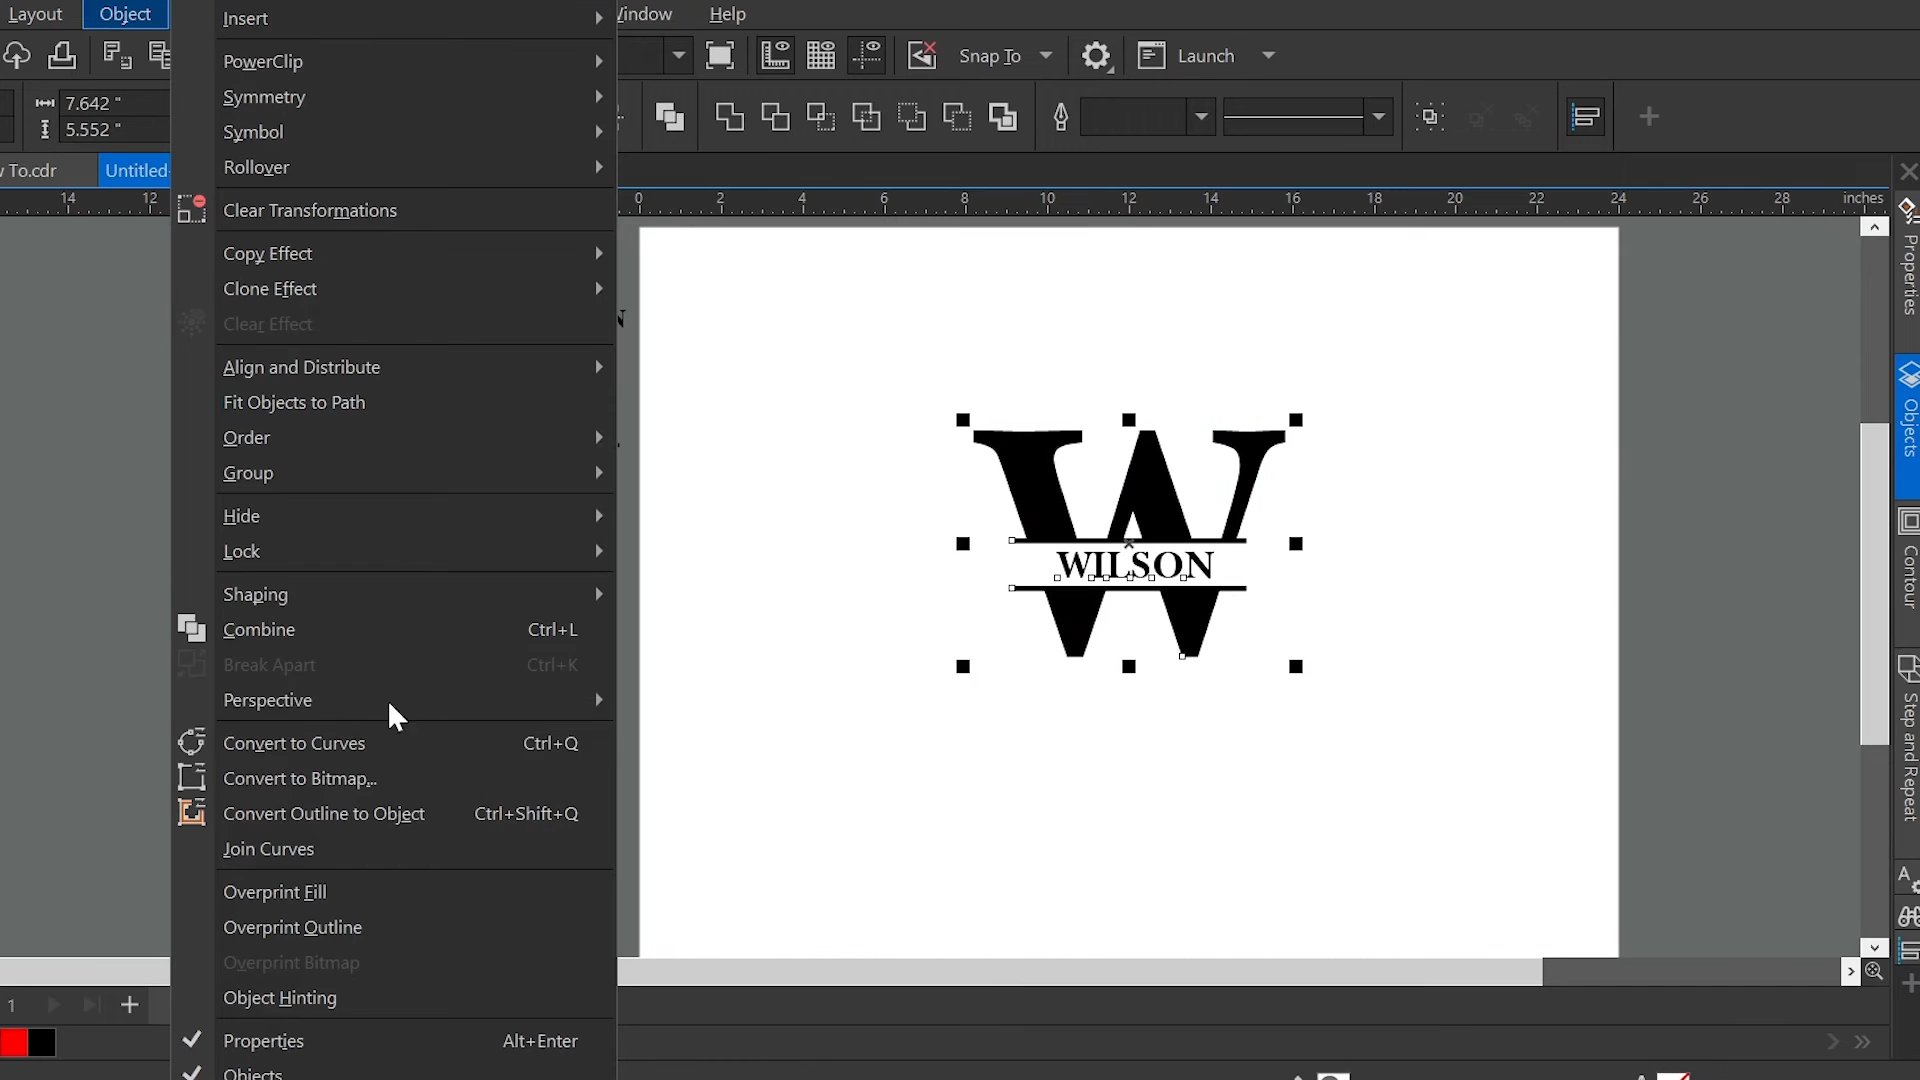 Layout
Object
Window
Help
Insert
PowerClip
Symmetry
Symbol
Rollover
Clear Transformations
Copy Effect
Clone Effect
Clear Effect
Align and Distribute
Fit Objects to Path
Order
Group
Hide
Lock
Shaping
Combine Ctrl+L
Break Apart Ctrl+K
Perspective
Convert to Curves Ctrl+Q
Convert to Bitmap...
Convert Outline to Object Ctrl+Shift+Q
Join Curves
Overprint Fill
Overprint Outline
Overprint Bitmap
Object Hinting
Properties Alt+Enter
Objects
Snap To
Launch
7.642 "
5.552 "
To.cdr
Untitled-
14 12 0 2 4 6 8 10 12 14 16 18 20 22 24 26 28 inches
W
WILSON
Properties
Objects
Contour
Step and Repeat
1